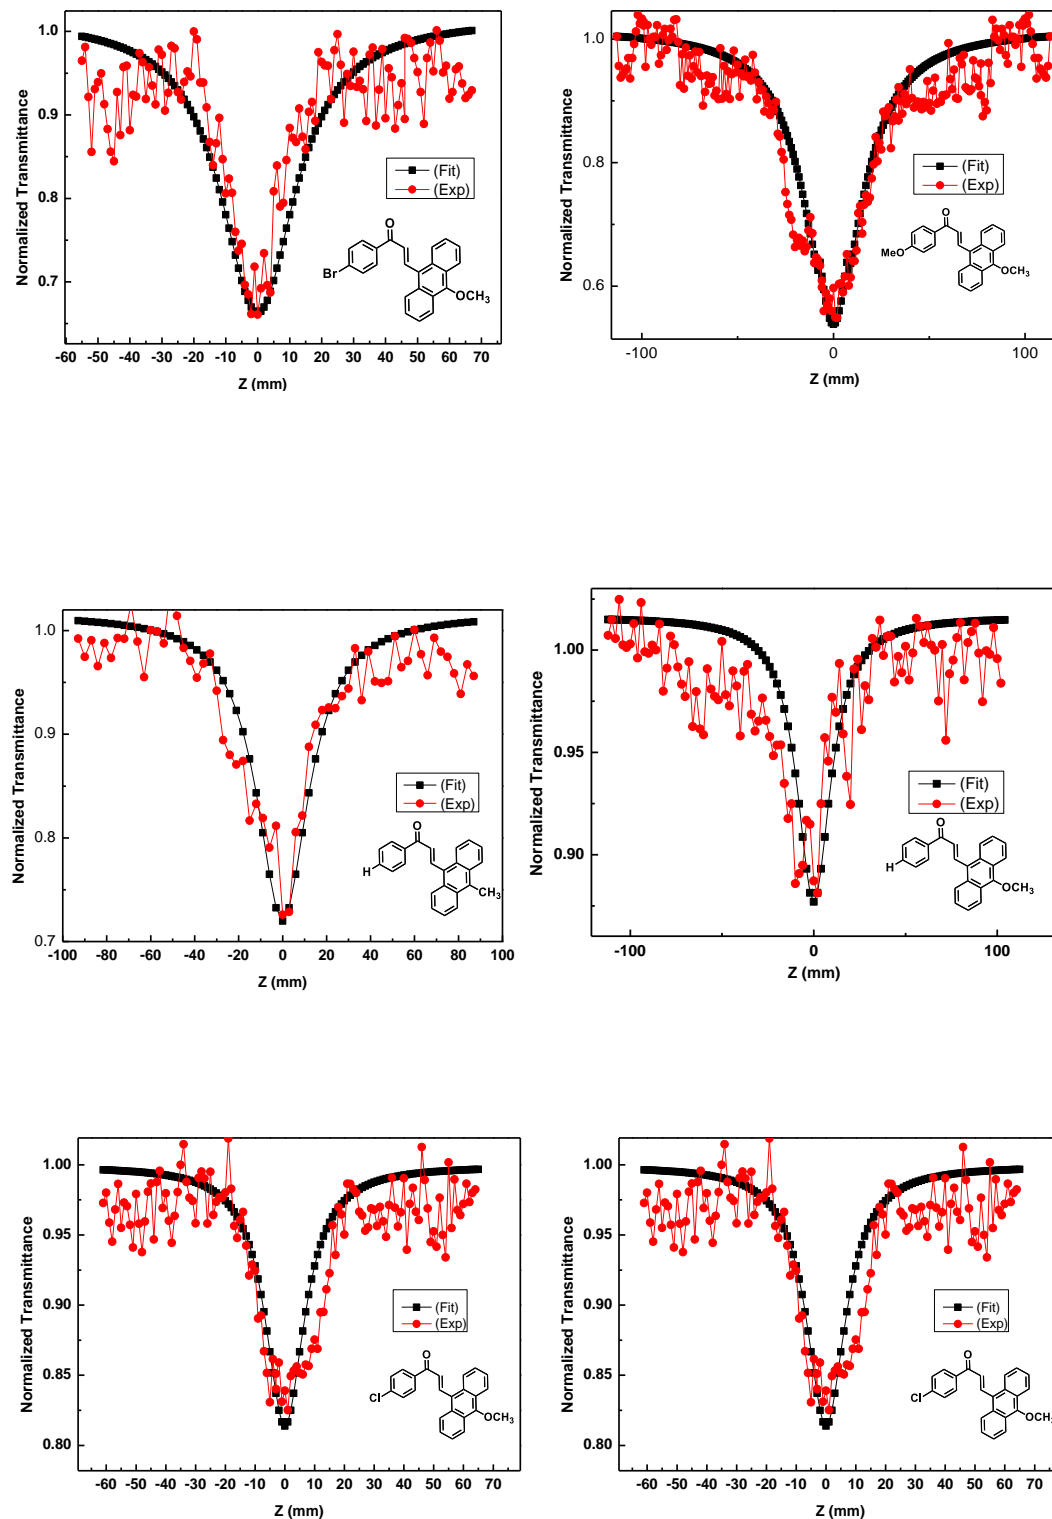 1.0
0.9
0.8
0.7
Normalized Transmittance
(Fit)
(Exp)
O
Br
OCH3
-60 -50 -40 -30 -20 -10 0 10 20 30 40 50 60 70
Z (mm)
1.0
0.8
0.6
Normalized Transmittance
(Fit)
(Exp)
O
MeO
OCH3
-100 0 100
Z (mm)
1.0
0.9
0.8
0.7
Normalized Transmittance
(Fit)
(Exp)
O
H
CH3
-100 -80 -60 -40 -20 0 20 40 60 80 100
Z (mm)
1.00
0.95
0.90
Normalized Transmittance
(Fit)
(Exp)
O
H
OCH3
-100 0 100
Z (mm)
1.00
0.95
0.90
0.85
0.80
Normalized Transmittance
(Fit)
(Exp)
O
Cl
OCH3
-60 -50 -40 -30 -20 -10 0 10 20 30 40 50 60 70
Z (mm)
1.00
0.95
0.90
0.85
0.80
Normalized Transmittance
(Fit)
(Exp)
O
Cl
OCH3
-60 -50 -40 -30 -20 -10 0 10 20 30 40 50 60 70
Z (mm)